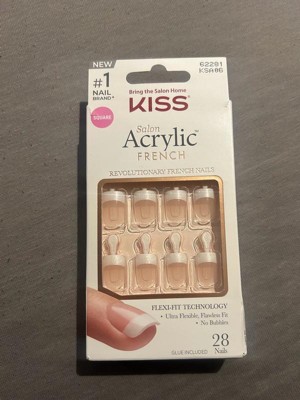 NEW
#1
NAIL
BRAND*
SQUARE
Bring the Salon Home
KISS
62281
KSA06
Salon
Acrylic™
FRENCH
REVOLUTIONARY FRENCH NAILS
FLEXI-FIT TECHNOLOGY
• Ultra Flexible, Flawless Fit
• No Bubbles
GLUE INCLUDED
28
Nails